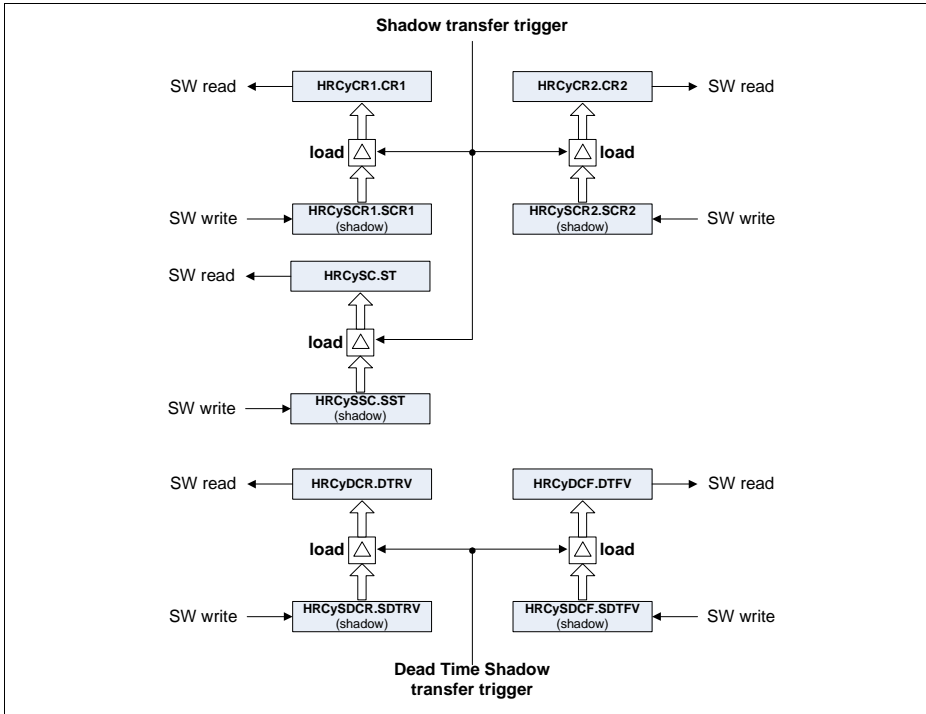 Shadow transfer trigger
SW read
HRCyCR1.CR1
HRCyCR2.CR2
SW read
load
load
SW write
HRCySCR1.SCR1
(shadow)
HRCySCR2.SCR2
(shadow)
SW write
SW read
HRCySC.ST
load
SW write
HRCySSC.SST
(shadow)
SW read
HRCyDCR.DTRV
HRCyDCF.DTFV
SW read
load
load
SW write
HRCySDCR.SDTRV
(shadow)
HRCySDCF.SDTFV
(shadow)
SW write
Dead Time Shadow
transfer trigger